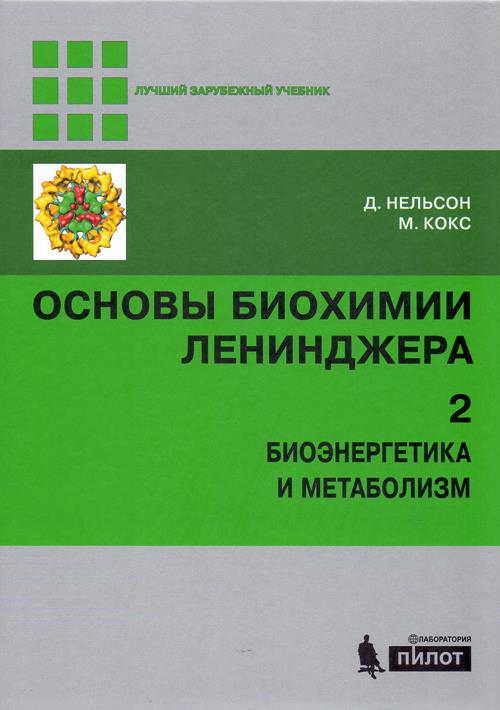 ЛУЧШИЙ ЗАРУБЕЖНЫЙ УЧЕБНИК
Д. НЕЛЬСОН
М. КОКС
ОСНОВЫ БИОХИМИИ
ЛЕНИНДЖЕРА
2
БИОЭНЕРГЕТИКА
И МЕТАБОЛИЗМ
ЛАБОРАТОРИЯ
ПИЛОТ